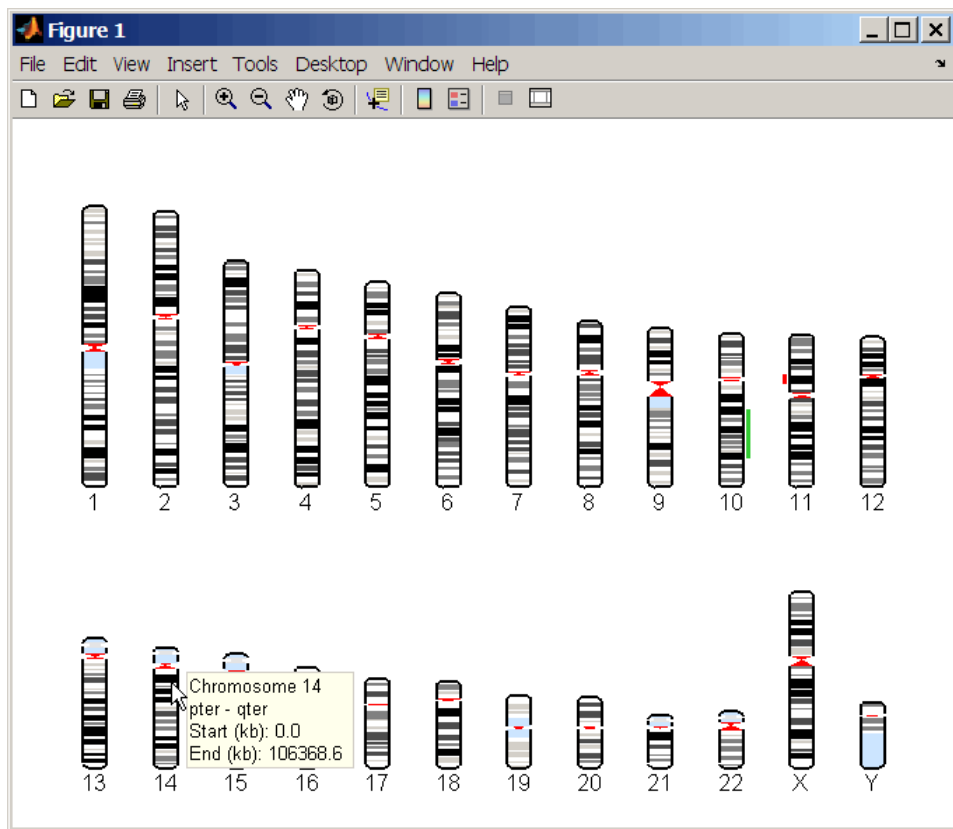 Figure 1
File Edit View Insert Tools Desktop Window Help
1 2 3 4 5 6 7 8 9 10 11 12
Chromosome 14
pter - qter
Start (kb): 0.0
End (kb): 106368.6
13 14 15 16 17 18 19 20 21 22 X Y